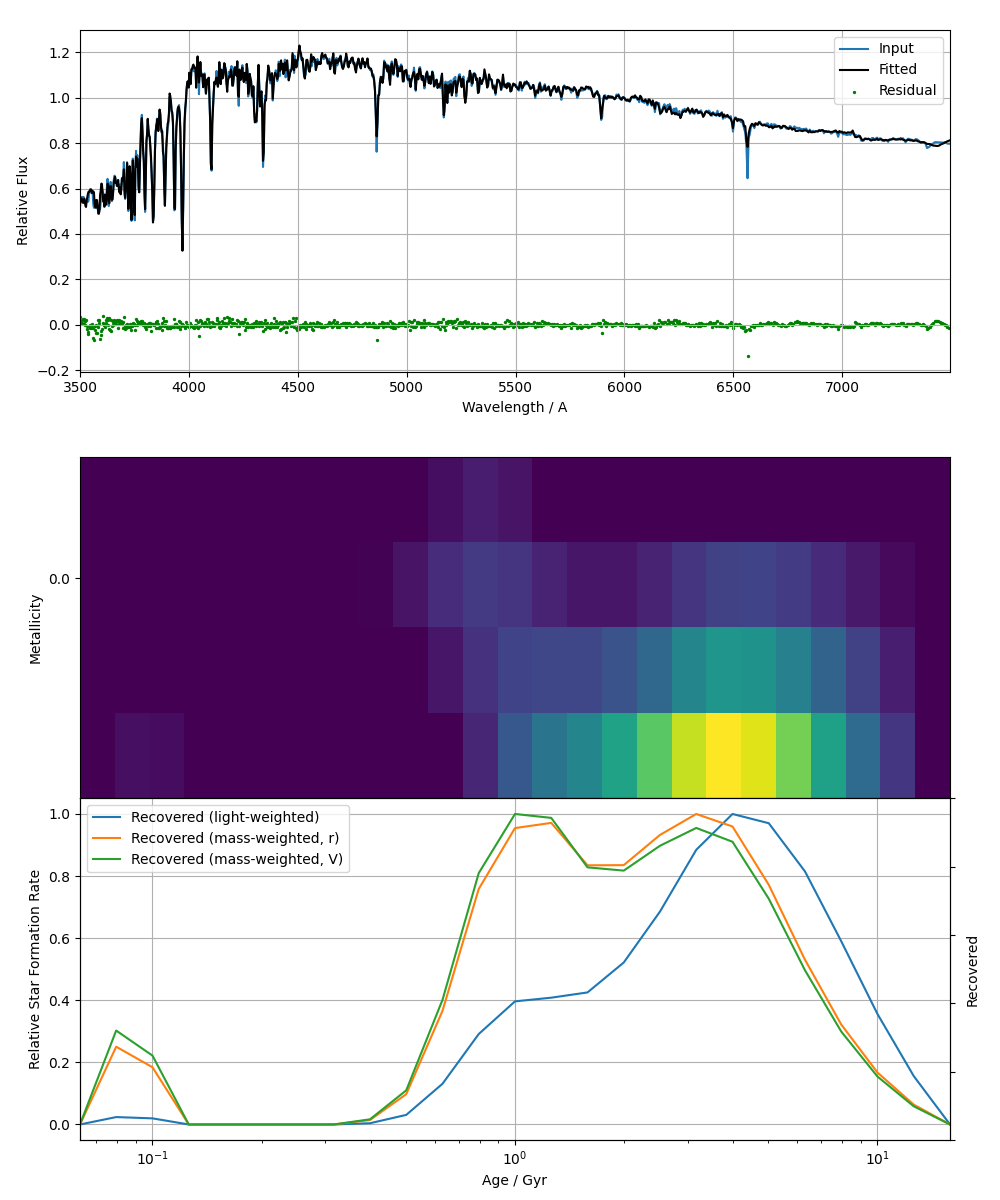 1.2
1.0
0.8
0.6
0.4
0.2
0.0
−0.2
Relative Flux
Input
Fitted
Residual
3500 4000 4500 5000 5500 6000 6500 7000
Wavelength / A
0.0
Metallicity
1.0
0.8
0.6
0.4
0.2
0.0
Relative Star Formation Rate
Recovered (light-weighted)
Recovered (mass-weighted, r)
Recovered (mass-weighted, V)
Recovered
10⁻¹ 10⁰ 10¹
Age / Gyr